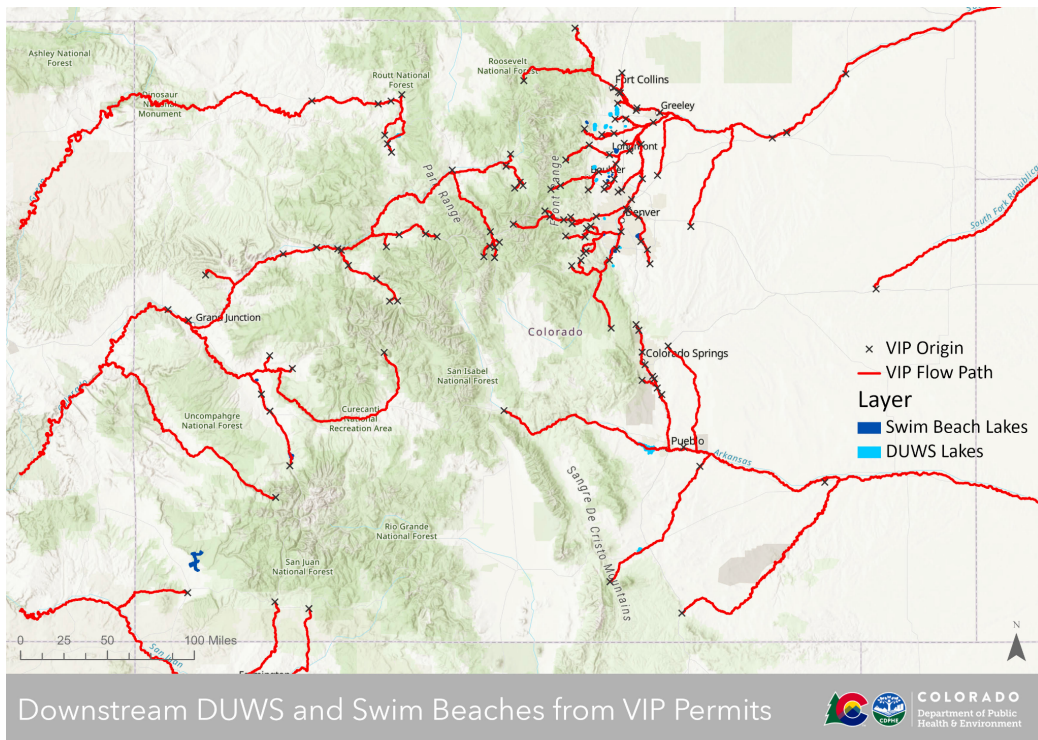 Ashley National
Forest
Dinosaur
National
Monument
Routt National
Forest
Roosevelt
National Forest
Fort Collins
Greeley
Longmont
Boulder
Front Range
Park Range
Denver
South Fork Republican
Grand Junction
Colorado
Colorado Springs
San Isabel
National Forest
Uncompahgre
National Forest
Curecanti
National
Recreation Area
Pueblo
Arkansas
Sangre De Cristo Mountains
Rio Grande
National Forest
San Juan
National Forest
San Juan
Farmington
VIP Origin
VIP Flow Path
Layer
Swim Beach Lakes
DUWS Lakes
0 25 50 100 Miles
N
Downstream DUWS and Swim Beaches from VIP Permits
CDPHE
COLORADO
Department of Public
Health & Environment